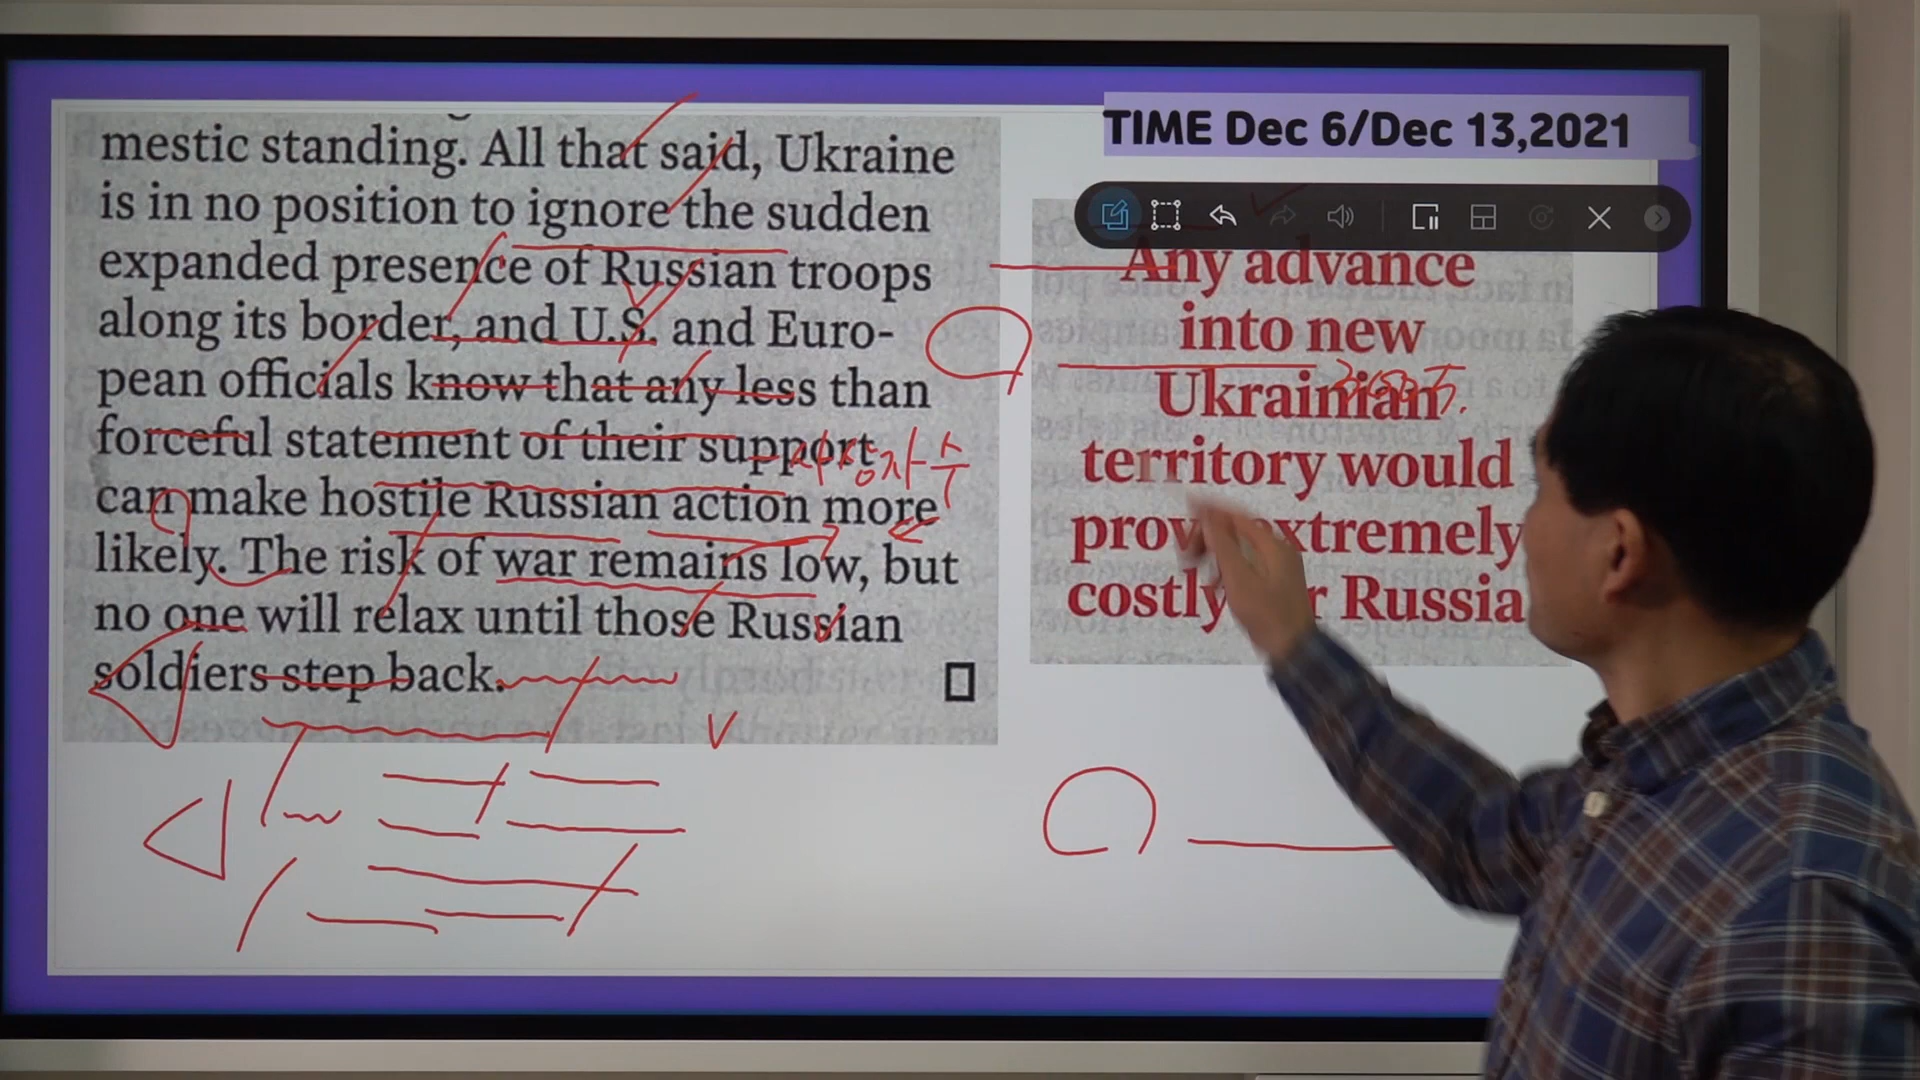 mestic standing. All that said, Ukraine
is in no position to ignore the sudden
expanded presence of Russian troops
along its border, and U.S. and Euro-
pean officials know that any less than
forceful statement of their support
can make hostile Russian action more
likely. The risk of war remains low, but
no one will relax until those Russian
soldiers step back.
TIME Dec 6/Dec 13,2021
Any advance
into new
Ukrainian
territory would
extremely
costly Russia